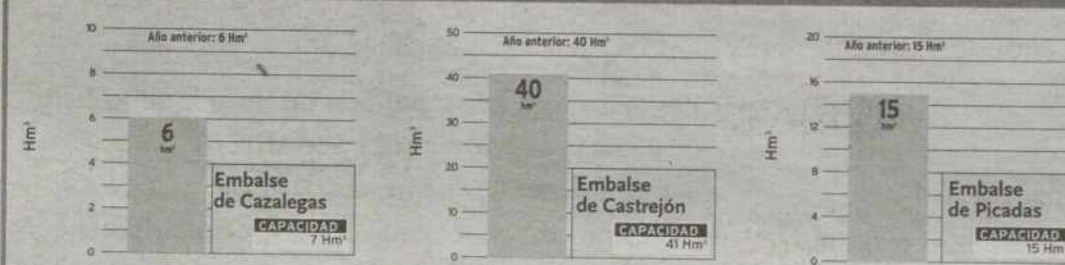 Hm³
10
8
6
4
2
0
Año anterior: 6 Hm³
6
hm³
Embalse
de Cazalegas
CAPACIDAD
7 Hm³
Hm³
50
40
30
20
10
0
Año anterior: 40 Hm³
40
hm³
Embalse
de Castrejón
CAPACIDAD
41 Hm³
Hm³
20
16
12
8
4
0
Año anterior: 15 Hm³
15
hm³
Embalse
de Picadas
CAPACIDAD
15 Hm³